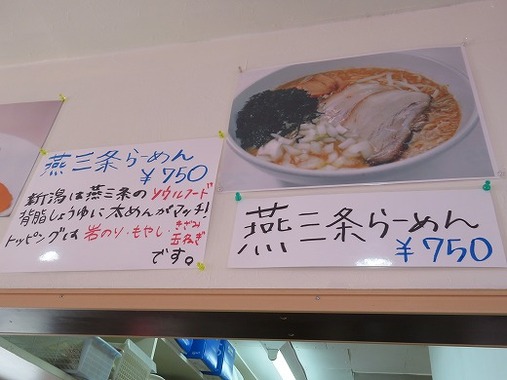 燕三条らーめん
￥750
新潟は燕三条のソウルフード
背脂しょうゆに太めんがマッチ!
トッピングは岩のり・もやし・きざみ玉ねぎ
です。
燕三条らーめん
￥750